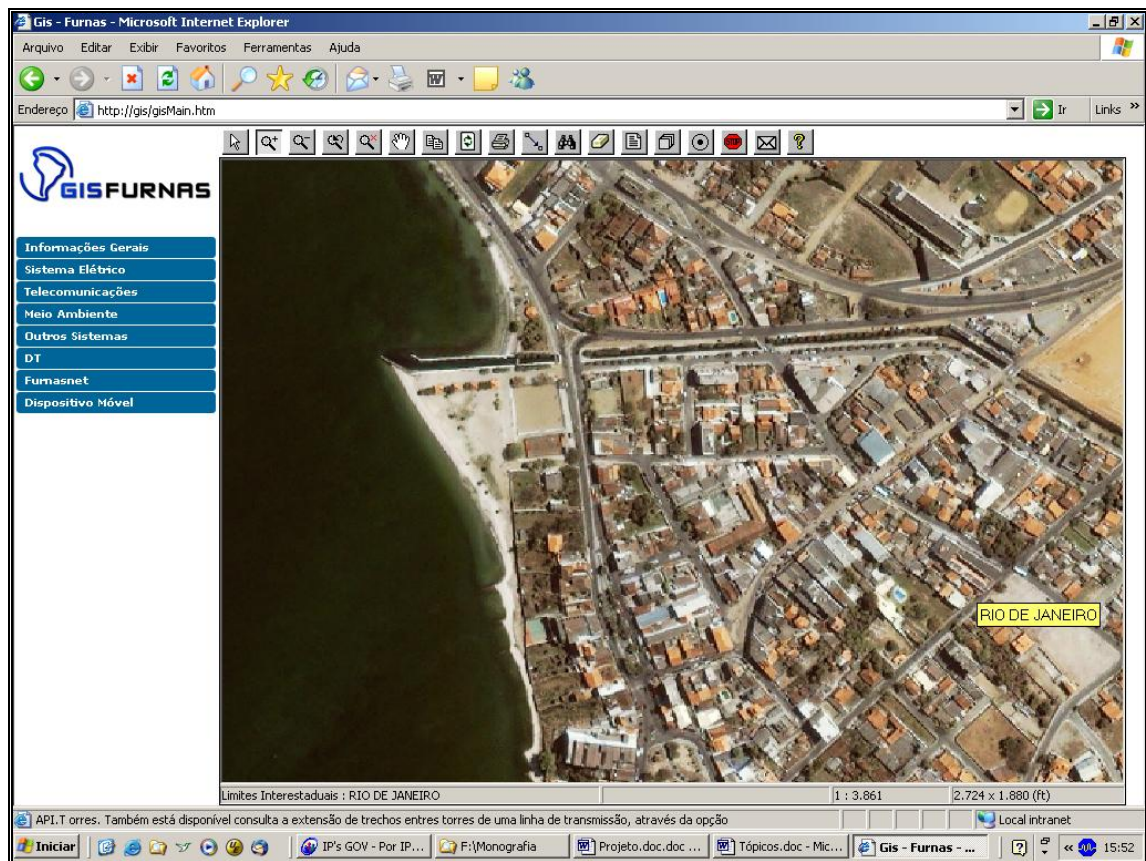 Gis - Furnas - Microsoft Internet Explorer
Arquivo Editar Exibir Favoritos Ferramentas Ajuda
Endereço http://gis/gisMain.htm Ir Links »
GISFURNAS
STOP
Informações Gerais
Sistema Elétrico
Telecomunicações
Meio Ambiente
Outros Sistemas
DT
Furnasnet
Dispositivo Móvel
RIO DE JANEIRO
Limites Interestaduais : RIO DE JANEIRO 1 : 3.861 2.724 x 1.880 (ft)
API.T orres. Também está disponível consulta a extensão de trechos entres torres de uma linha de transmissão, através da opção Local intranet
Iniciar IP's GOV - Por IP... F:\Monografia Projeto.doc.doc ... Tópicos.doc - Mic... Gis - Furnas - ... « 15:52